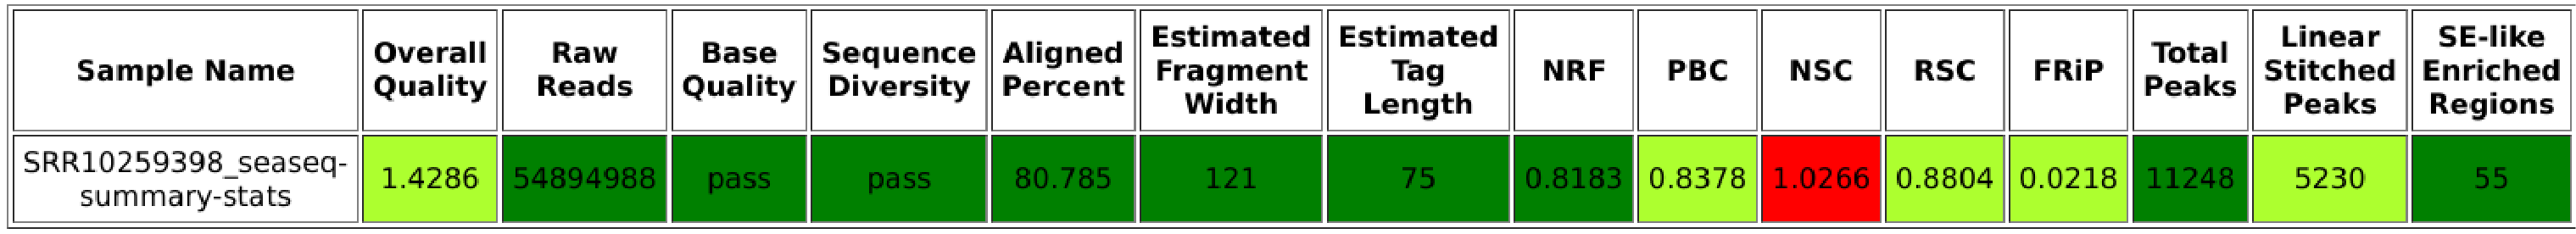 Sample Name
Overall
Quality
Raw
Reads
Base
Quality
Sequence
Diversity
Aligned
Percent
Estimated
Fragment
Width
Estimated
Tag
Length
NRF
PBC
NSC
RSC
FRiP
Total
Peaks
Linear
Stitched
Peaks
SE-like
Enriched
Regions
SRR10259398_seaseq-
summary-stats
1.4286
54894988
pass
pass
80.785
121
75
0.8183
0.8378
1.0266
0.8804
0.0218
11248
5230
55